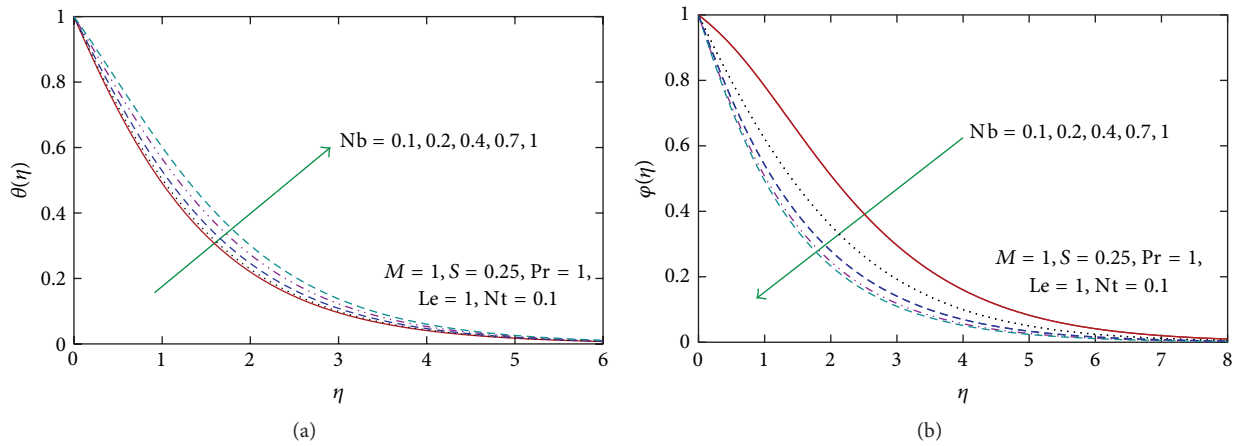 1
0.8
0.6
0.4
0.2
0
θ(η)
Nb = 0.1, 0.2, 0.4, 0.7, 1
M = 1, S = 0.25, Pr = 1,
Le = 1, Nt = 0.1
0 1 2 3 4 5 6
η
(a)
1
0.8
0.6
0.4
0.2
0
φ(η)
Nb = 0.1, 0.2, 0.4, 0.7, 1
M = 1, S = 0.25, Pr = 1,
Le = 1, Nt = 0.1
0 1 2 3 4 5 6 7 8
η
(b)